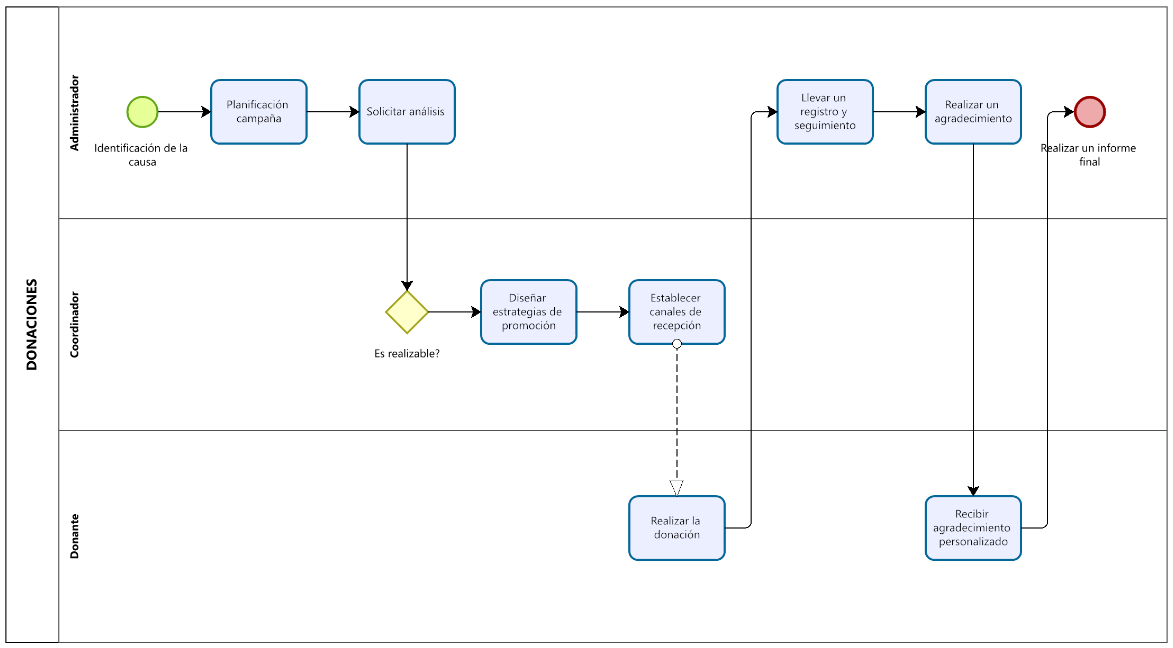 DONACIONES
Administrador
Identificación de la
causa
Planificación
campaña
Solicitar análisis
Llevar un
registro y
seguimiento
Realizar un
agradecimiento
Realizar un informe
final
Coordinador
Es realizable?
Diseñar
estrategias de
promoción
Establecer
canales de
recepción
Donante
Realizar la
donación
Recibir
agradecimiento
personalizado